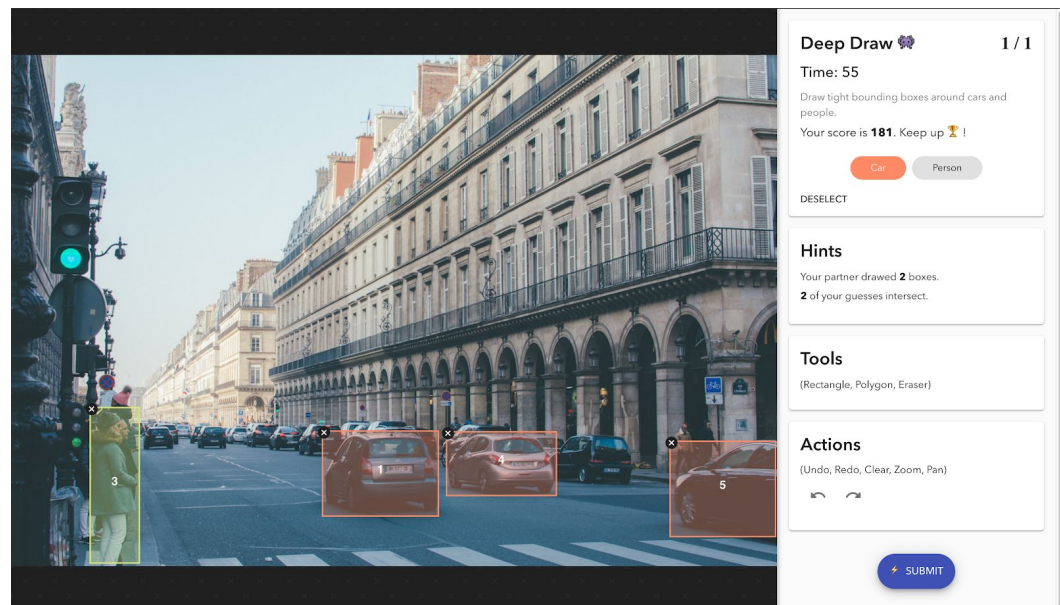 Deep Draw 👾 1 / 1
Time: 55
Draw tight bounding boxes around cars and
people.
Your score is 181. Keep up 🏆 !
Car Person
DESELECT
Hints
Your partner drawed 2 boxes.
2 of your guesses intersect.
Tools
(Rectangle, Polygon, Eraser)
Actions
(Undo, Redo, Clear, Zoom, Pan)
⚡ SUBMIT
3
1
4
5